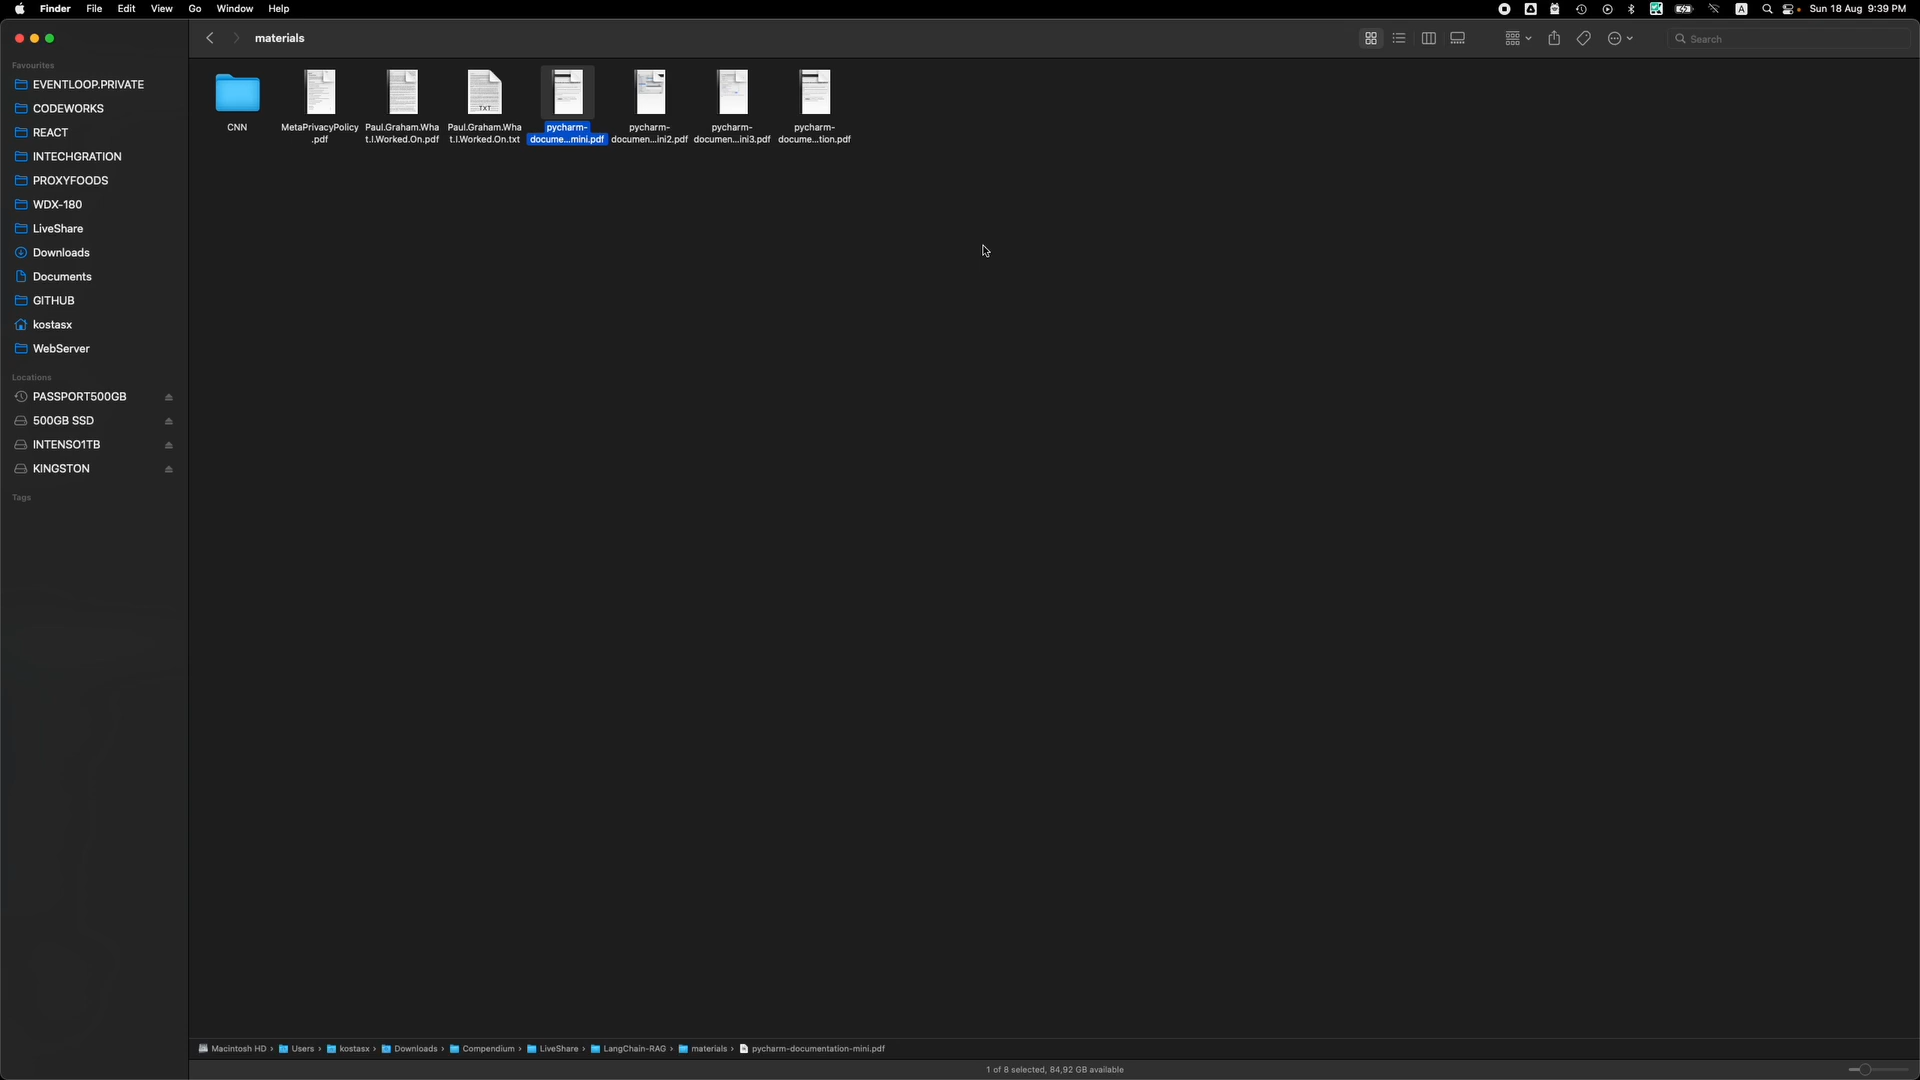 Finder File Edit View Go Window Help
A
Sun 18 Aug 9:39 PM
materials
Search
Favourites
EVENTLOOP.PRIVATE
CODEWORKS
REACT
INTECHGRATION
PROXYFOODS
WDX-180
LiveShare
Downloads
Documents
GITHUB
kostasx
WebServer
Locations
PASSPORT500GB
500GB SSD
INTENSO1TB
KINGSTON
Tags
CNN
MetaPrivacyPolicy
.pdf
Paul.Graham.Wha
t.I.Worked.On.pdf
TXT
Paul.Graham.Wha
t.I.Worked.On.txt
pycharm-
docume...mini.pdf
pycharm-
documen...ini2.pdf
pycharm-
documen...ini3.pdf
pycharm-
docume...tion.pdf
Macintosh HD › Users › kostasx › Downloads › Compendium › LiveShare › LangChain-RAG › materials › pycharm-documentation-mini.pdf
1 of 8 selected, 84,92 GB available